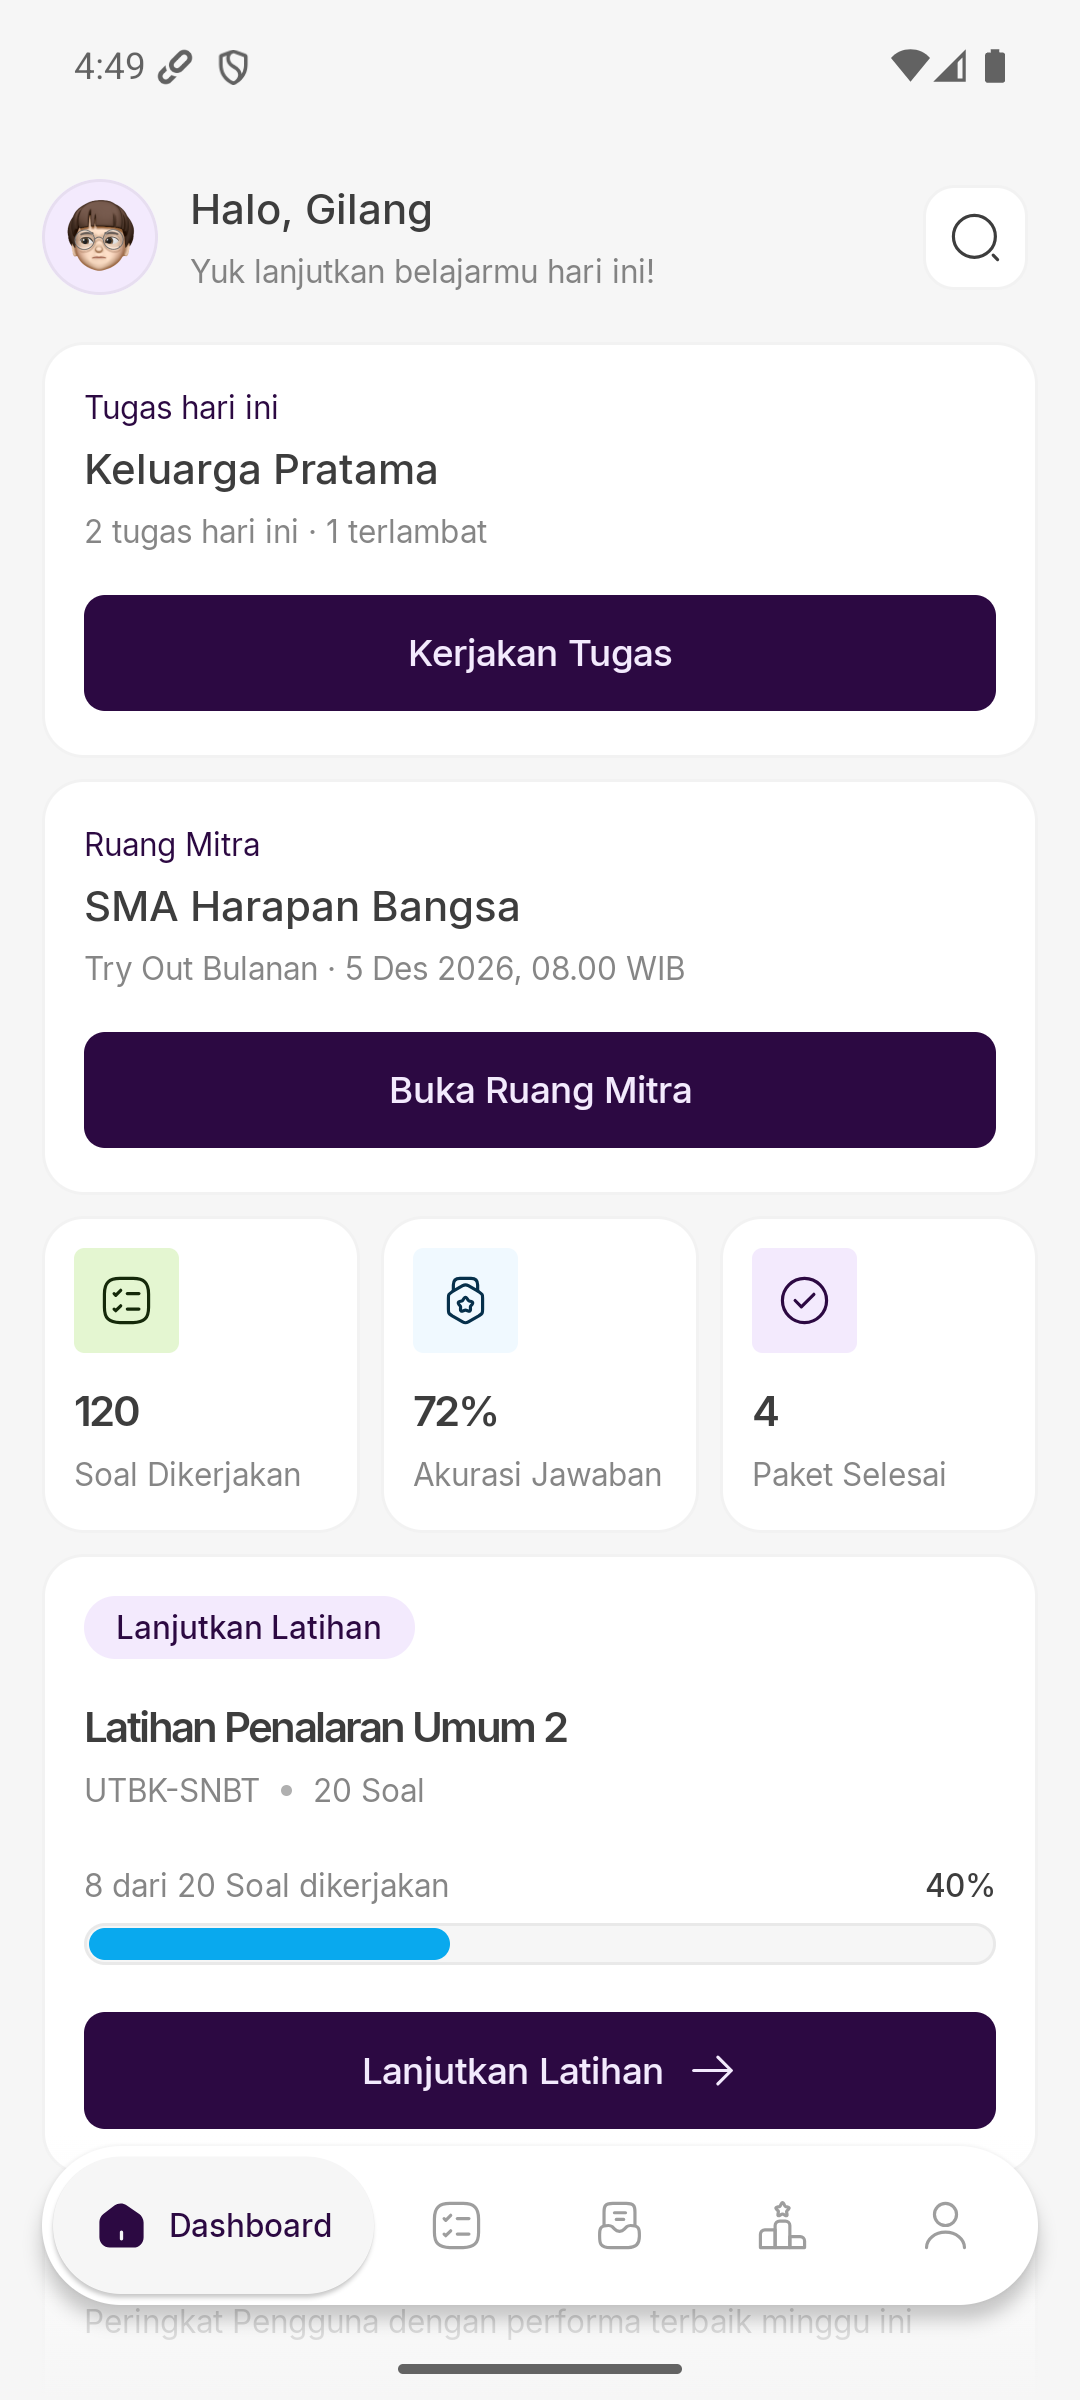 4:49
Halo, Gilang
Yuk lanjutkan belajarmu hari ini!
Tugas hari ini
Keluarga Pratama
2 tugas hari ini · 1 terlambat
Kerjakan Tugas
Ruang Mitra
SMA Harapan Bangsa
Try Out Bulanan · 5 Des 2026, 08.00 WIB
Buka Ruang Mitra
120
Soal Dikerjakan
72%
Akurasi Jawaban
4
Paket Selesai
Lanjutkan Latihan
Latihan Penalaran Umum 2
UTBK-SNBT • 20 Soal
8 dari 20 Soal dikerjakan 40%
Lanjutkan Latihan →
Dashboard
Peringkat Pengguna dengan performa terbaik minggu ini